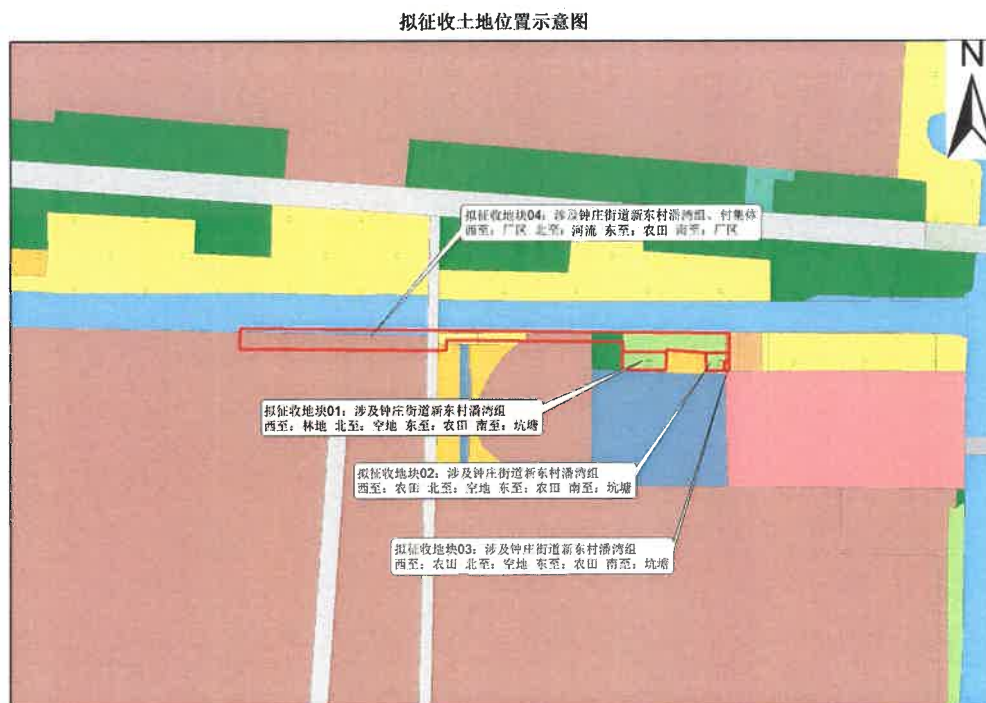 拟征收土地位置示意图
N
拟征收地块04：涉及钟庄街道新东村潘湾组、村集体
西至：厂区 北至：河流 东至：农田 南至：厂区
拟征收地块01：涉及钟庄街道新东村潘湾组
西至：林地 北至：空地 东至：农田 南至：坑塘
拟征收地块02：涉及钟庄街道新东村潘湾组
西至：农田 北至：空地 东至：农田 南至：坑塘
拟征收地块03：涉及钟庄街道新东村潘湾组
西至：农田 北至：空地 东至：农田 南至：坑塘